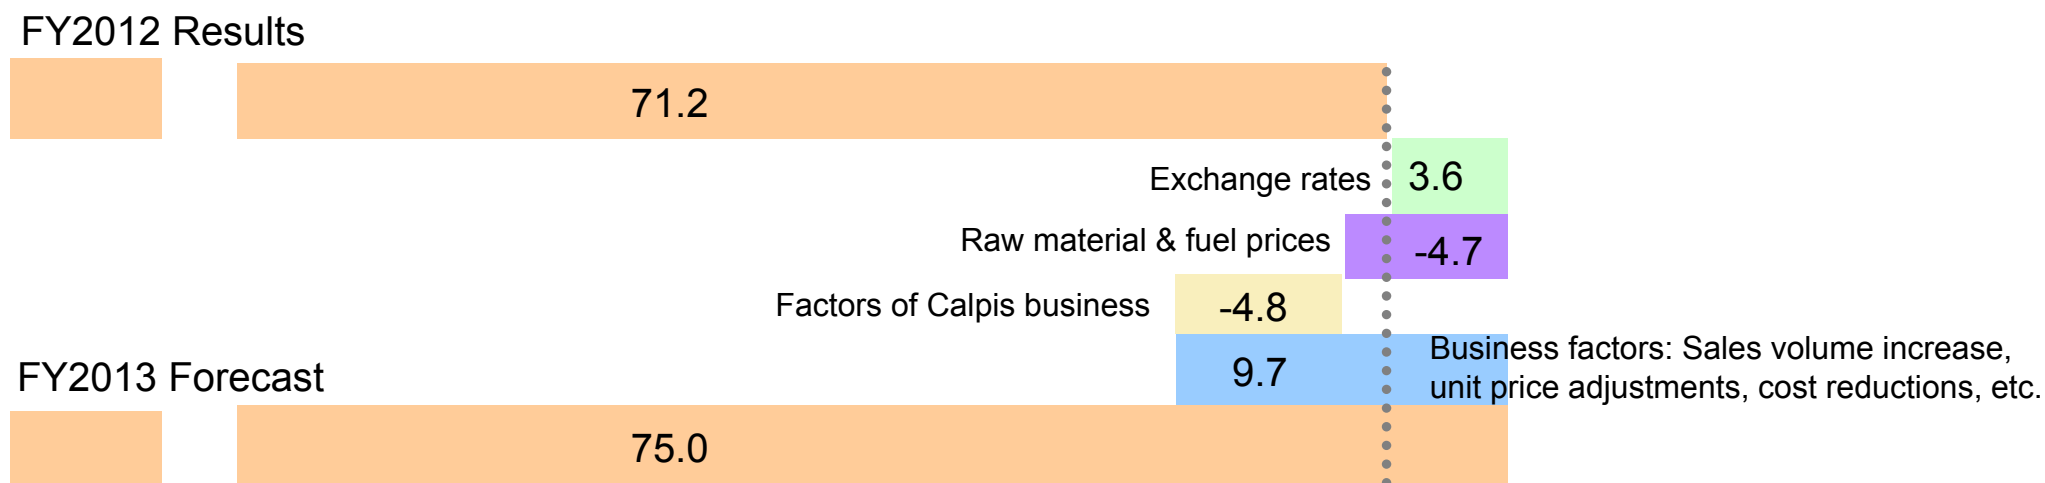 FY2012 Results
71.2
Exchange rates
3.6
Raw material & fuel prices
-4.7
Factors of Calpis business
-4.8
Business factors: Sales volume increase,
unit price adjustments, cost reductions, etc.
9.7
FY2013 Forecast
75.0